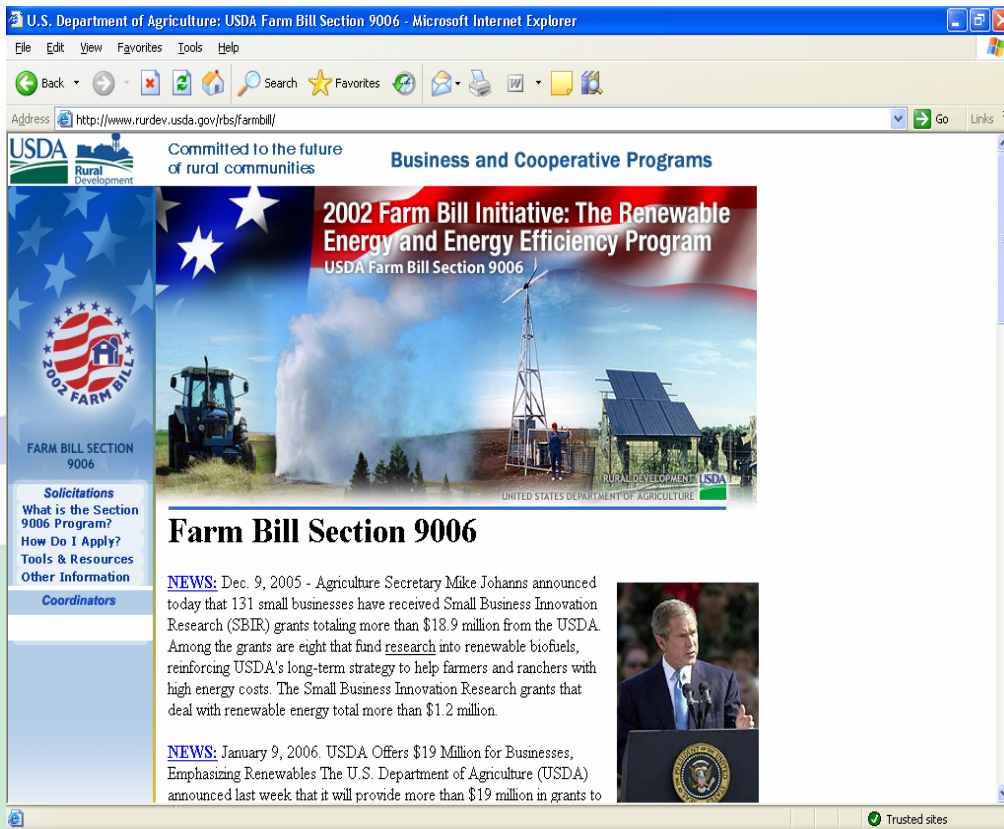 U.S. Department of Agriculture: USDA Farm Bill Section 9006 - Microsoft Internet Explorer
File Edit View Favorites Tools Help
Back Search Favorites
Address http://www.rurdev.usda.gov/rbs/farmbill/ Go Links
USDA
Rural
Development
Committed to the future
of rural communities
Business and Cooperative Programs
2002 Farm Bill Initiative: The Renewable
Energy and Energy Efficiency Program
USDA Farm Bill Section 9006
2002 FARM BILL
RURAL DEVELOPMENT USDA
UNITED STATES DEPARTMENT OF AGRICULTURE
FARM BILL SECTION
9006
Solicitations
What is the Section
9006 Program?
How Do I Apply?
Tools & Resources
Other Information
Coordinators
Farm Bill Section 9006
NEWS: Dec. 9, 2005 - Agriculture Secretary Mike Johanns announced
today that 131 small businesses have received Small Business Innovation
Research (SBIR) grants totaling more than $18.9 million from the USDA.
Among the grants are eight that fund research into renewable biofuels,
reinforcing USDA's long-term strategy to help farmers and ranchers with
high energy costs. The Small Business Innovation Research grants that
deal with renewable energy total more than $1.2 million.
NEWS: January 9, 2006. USDA Offers $19 Million for Businesses,
Emphasizing Renewables The U.S. Department of Agriculture (USDA)
announced last week that it will provide more than $19 million in grants to
Trusted sites